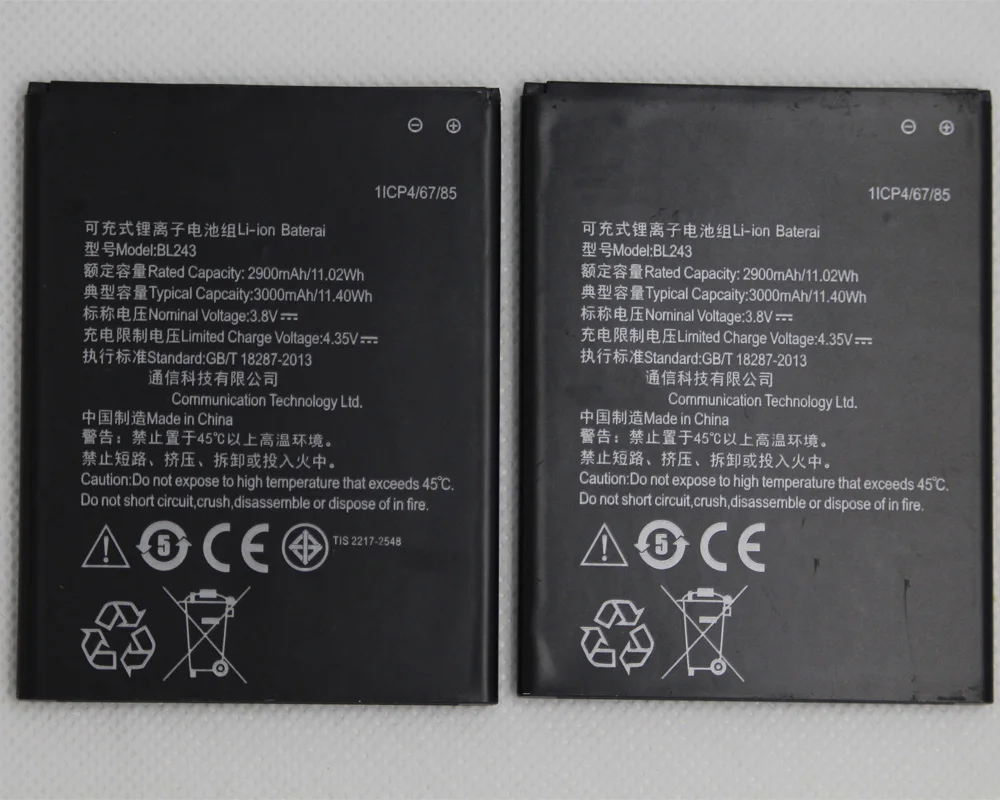 ⊖ ⊕
1ICP4/67/85
可充式锂离子电池组Li-ion Baterai
型号Model:BL243
额定容量Rated Capacity: 2900mAh/11.02Wh
典型容量Typical Capcaity:3000mAh/11.40Wh
标称电压Nominal Voltage:3.8V⎓
充电限制电压Limited Charge Voltage:4.35V⎓
执行标准Standard:GB/T 18287-2013
通信科技有限公司
Communication Technology Ltd.
中国制造Made in China
警告：禁止置于45℃以上高温环境。
禁止短路、挤压、拆卸或投入火中。
Caution:Do not expose to high temperature that exceeds 45℃.
Do not short circuit,crush,disassemble or dispose of in fire.
5 CE TIS 2217-2548
⊖ ⊕
1ICP4/67/85
可充式锂离子电池组Li-ion Baterai
型号Model:BL243
额定容量Rated Capacity: 2900mAh/11.02Wh
典型容量Typical Capcaity:3000mAh/11.40Wh
标称电压Nominal Voltage:3.8V⎓
充电限制电压Limited Charge Voltage:4.35V⎓
执行标准Standard:GB/T 18287-2013
通信科技有限公司
Communication Technology Ltd.
中国制造Made in China
警告：禁止置于45℃以上高温环境。
禁止短路、挤压、拆卸或投入火中。
Caution:Do not expose to high temperature that exceeds 45℃.
Do not short circuit,crush,disassemble or dispose of in fire.
5 CE